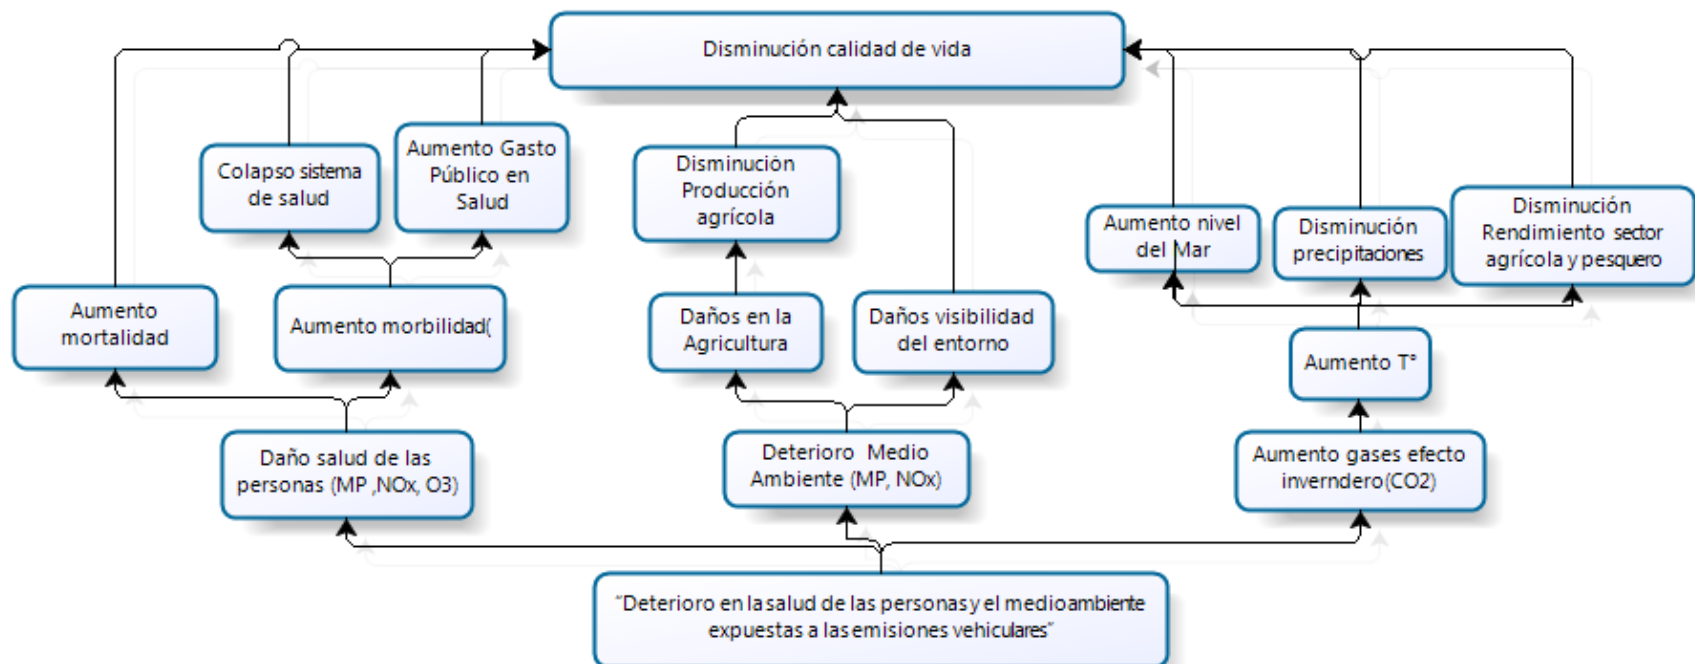 Disminución calidad de vida
Colapso sistema
de salud
Aumento Gasto
Público en
Salud
Disminución
Producción
agrícola
Aumento nivel
del Mar
Disminución
precipitaciones
Disminución
Rendimiento sector
agrícola y pesquero
Aumento
mortalidad
Aumento morbilidad(
Daños en la
Agricultura
Daños visibilidad
del entorno
Aumento T°
Daño salud de las
personas (MP ,NOx, O3)
Deterioro Medio
Ambiente (MP, NOx)
Aumento gases efecto
inverndero(CO2)
"Deterioro en la salud de las personas y el medioambiente
expuestas a las emisiones vehiculares"